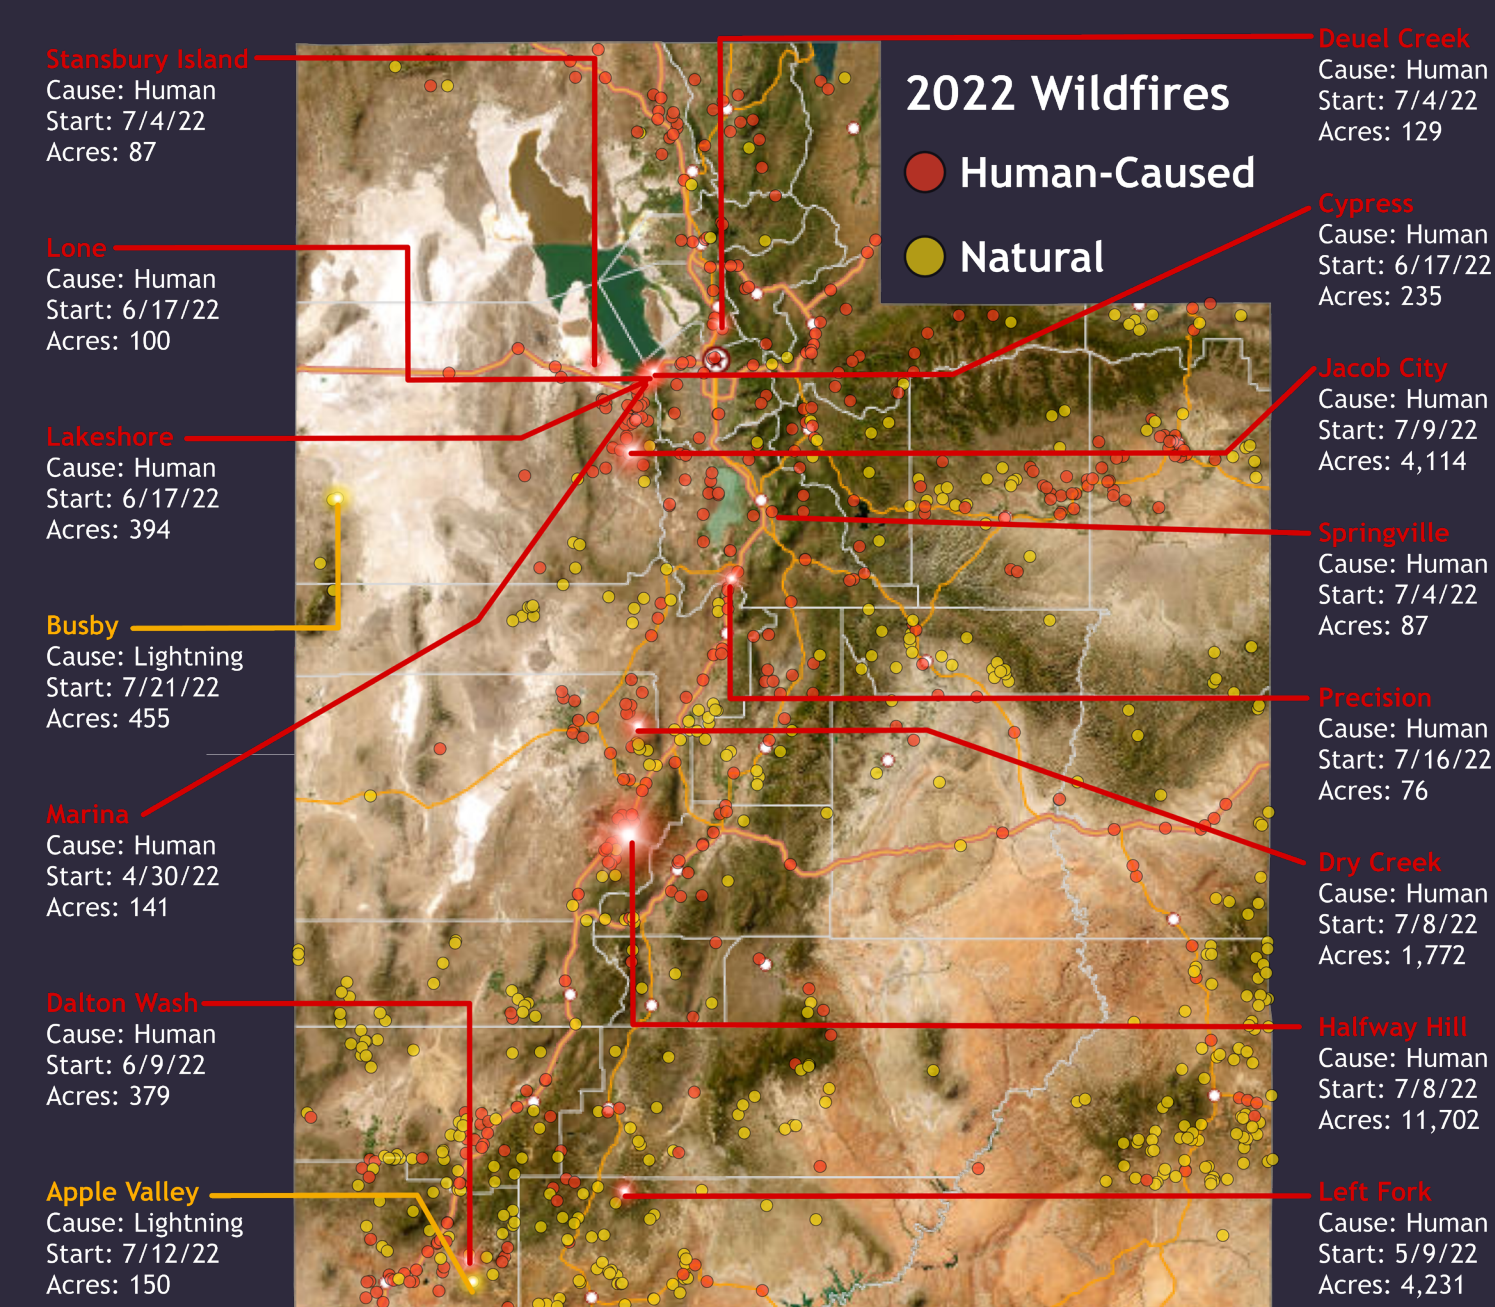 Stansbury Island
Cause: Human
Start: 7/4/22
Acres: 87
Lone
Cause: Human
Start: 6/17/22
Acres: 100
Lakeshore
Cause: Human
Start: 6/17/22
Acres: 394
Busby
Cause: Lightning
Start: 7/21/22
Acres: 455
Marina
Cause: Human
Start: 4/30/22
Acres: 141
Dalton Wash
Cause: Human
Start: 6/9/22
Acres: 379
Apple Valley
Cause: Lightning
Start: 7/12/22
Acres: 150
2022 Wildfires
Human-Caused
Natural
Deuel Creek
Cause: Human
Start: 7/4/22
Acres: 129
Cypress
Cause: Human
Start: 6/17/22
Acres: 235
Jacob City
Cause: Human
Start: 7/9/22
Acres: 4,114
Springville
Cause: Human
Start: 7/4/22
Acres: 87
Precision
Cause: Human
Start: 7/16/22
Acres: 76
Dry Creek
Cause: Human
Start: 7/8/22
Acres: 1,772
Halfway Hill
Cause: Human
Start: 7/8/22
Acres: 11,702
Left Fork
Cause: Human
Start: 5/9/22
Acres: 4,231